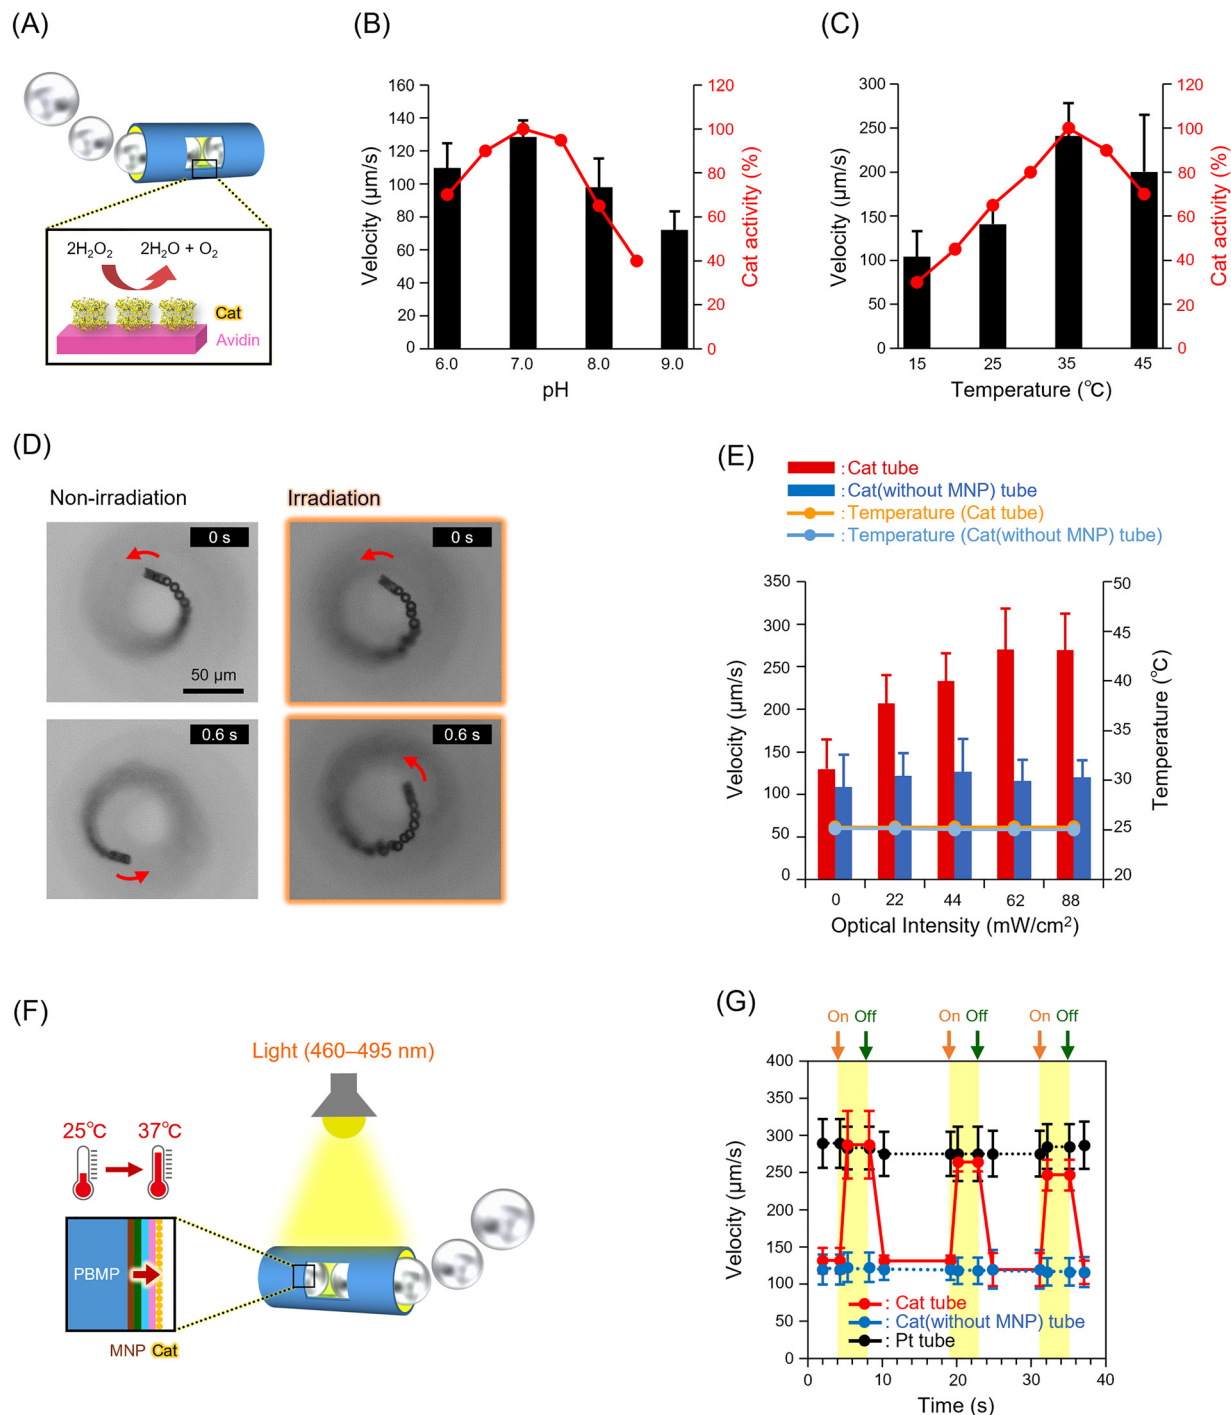 (A)
2H₂O₂ 2H₂O + O₂
Cat
Avidin
(B)
160
140
120
100
80
60
40
20
0
Velocity (μm/s)
120
100
80
60
40
20
0
Cat activity (%)
6.0 7.0 8.0 9.0
pH
(C)
300
250
200
150
100
50
0
Velocity (μm/s)
120
100
80
60
40
20
0
Cat activity (%)
15 25 35 45
Temperature (℃)
(D)
Non-irradiation Irradiation
0 s 0 s
50 μm
0.6 s 0.6 s
(E)
: Cat tube
: Cat(without MNP) tube
: Temperature (Cat tube)
: Temperature (Cat(without MNP) tube)
350
300
250
200
150
100
50
0
Velocity (μm/s)
50
45
40
35
30
25
20
Temperature (℃)
0 22 44 62 88
Optical Intensity (mW/cm²)
(F)
Light (460–495 nm)
25℃ 37℃
PBMP
MNP Cat
(G)
On Off On Off On Off
400
350
300
250
200
150
100
50
0
Velocity (μm/s)
: Cat tube
: Cat(without MNP) tube
: Pt tube
0 10 20 30 40
Time (s)